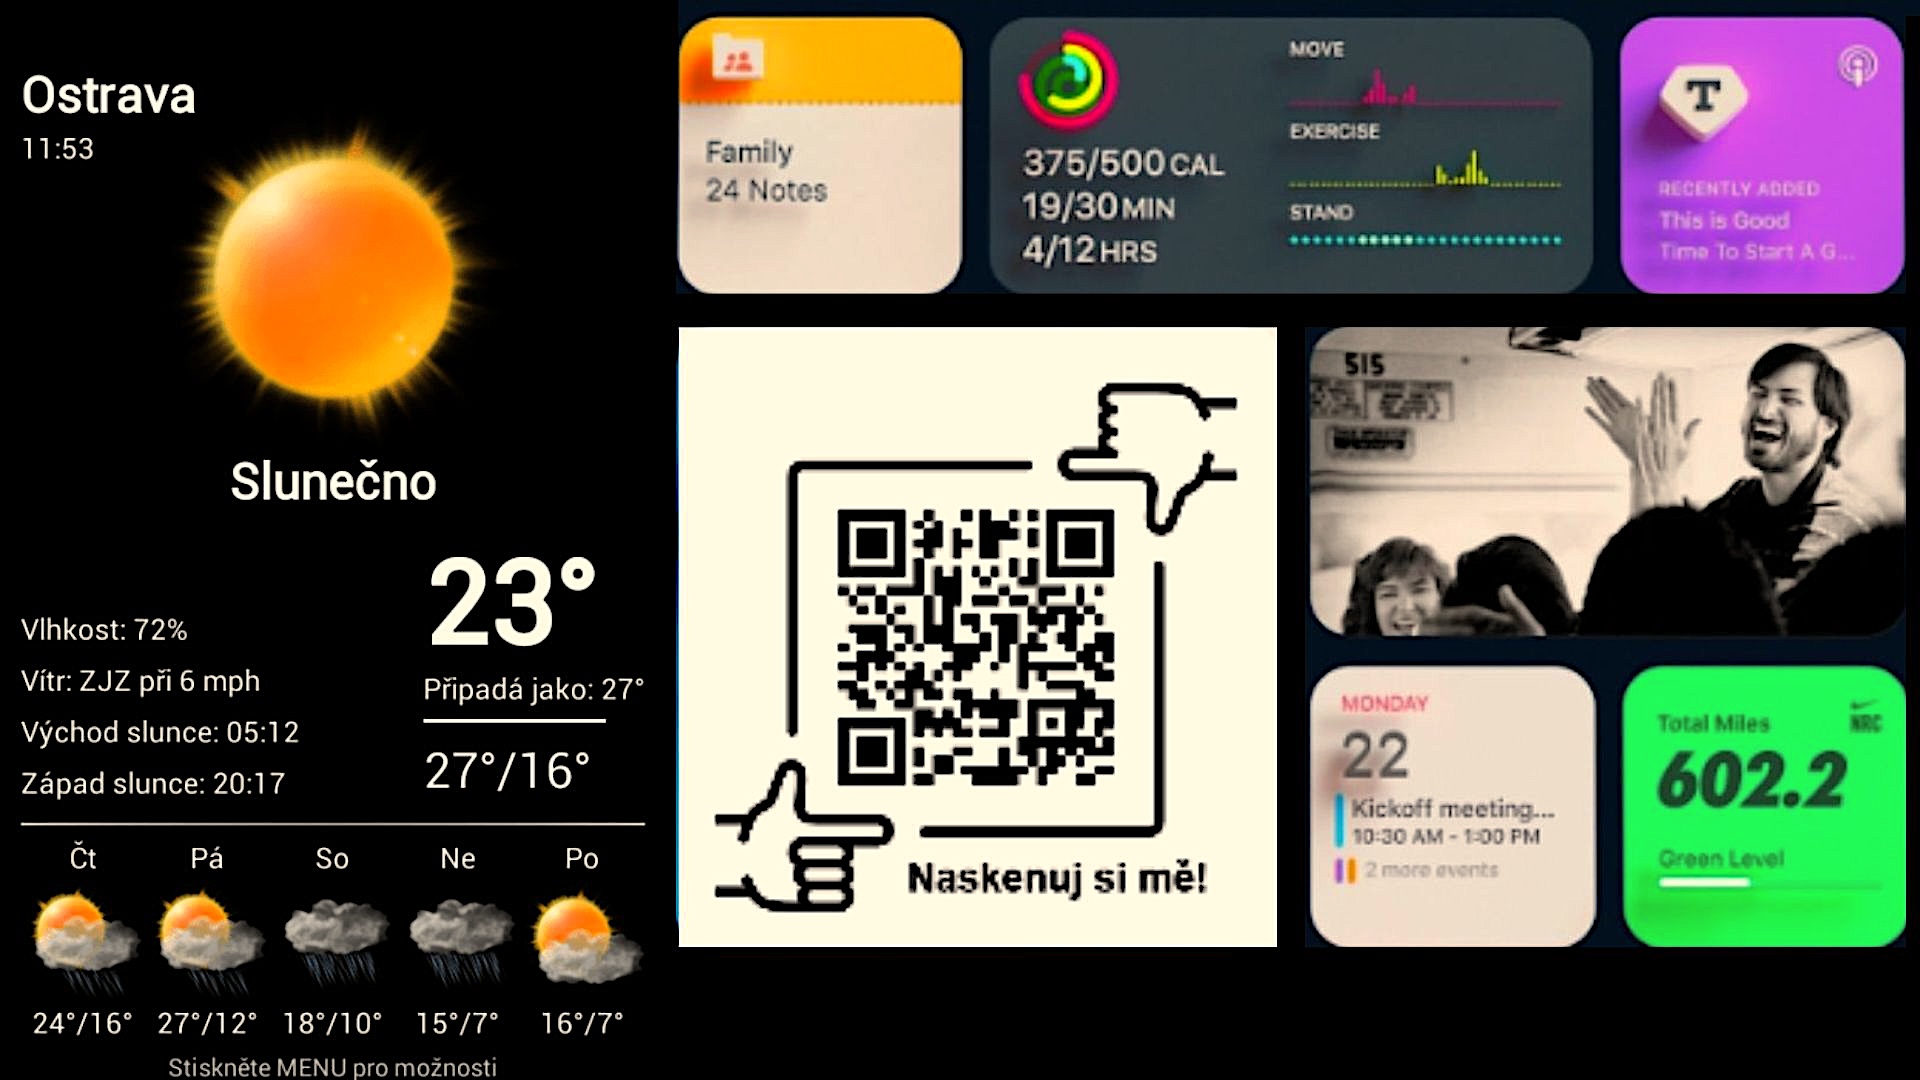 Ostrava
11:53
Slunečno
23°
Připadá jako: 27°
27°/16°
Vlhkost: 72%
Vítr: ZJZ při 6 mph
Východ slunce: 05:12
Západ slunce: 20:17
Čt Pá So Ne Po
24°/16° 27°/12° 18°/10° 15°/7° 16°/7°
Stiskněte MENU pro možnosti
Family
24 Notes
375/500 CAL
19/30 MIN
4/12 HRS
MOVE
EXERCISE
STAND
T
RECENTLY ADDED
This is Good
Time To Start A G...
Naskenuj si mě!
SIS
MONDAY
22
Kickoff meeting...
10:30 AM - 1:00 PM
2 more events
Total Miles
NRC
602.2
Green Level